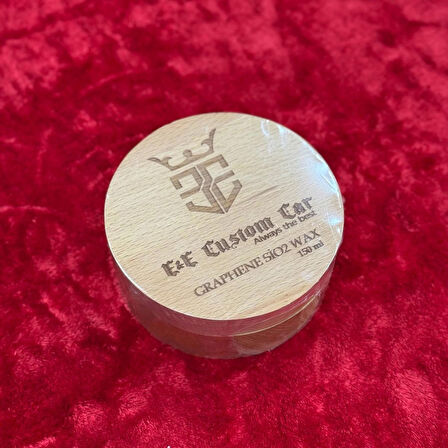 E&E Custom Car
Always the best
GRAPHENE SiO2 WAX
150 ml